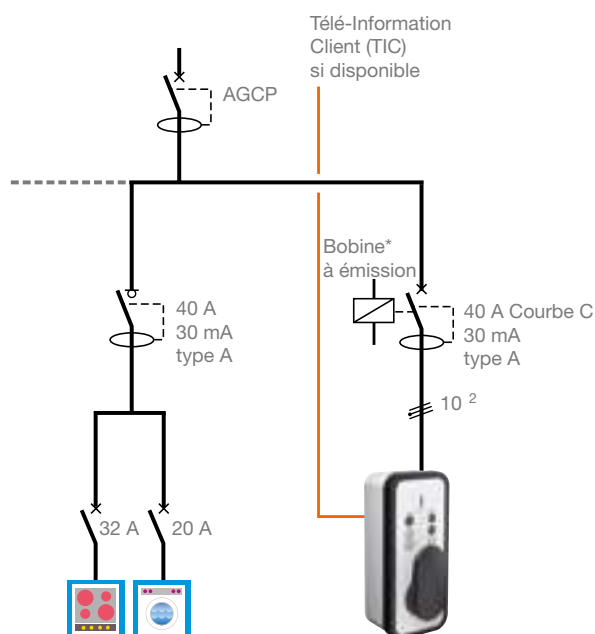 Télé-Information
Client (TIC)
si disponible
AGCP
Bobine*
à émission
40 A
30 mA
type A
40 A Courbe C
30 mA
type A
10 ²
32 A
20 A